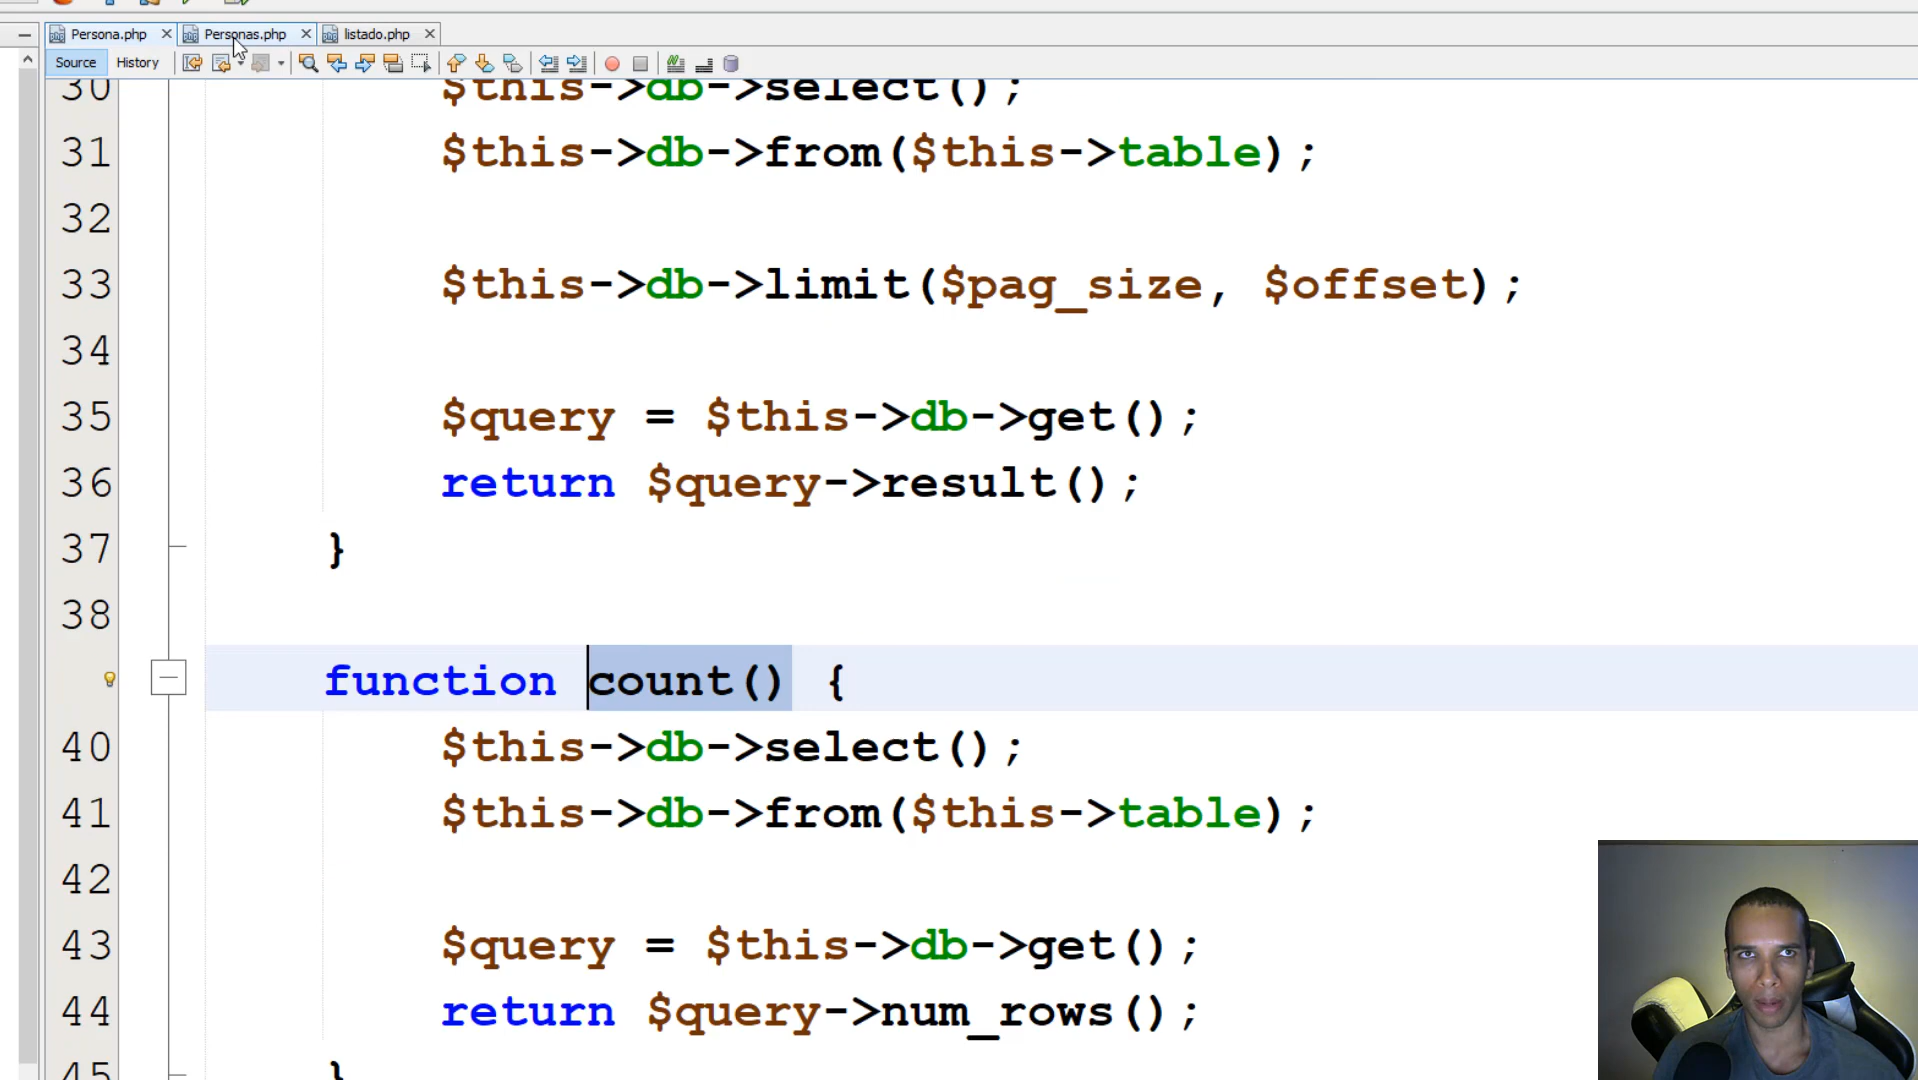 Persona.php Personas.php listado.php
Source History
30 $this->db->select();
31 $this->db->from($this->table);
32
33 $this->db->limit($pag_size, $offset);
34
35 $query = $this->db->get();
36 return $query->result();
37 }
38
function count() {
40 $this->db->select();
41 $this->db->from($this->table);
42
43 $query = $this->db->get();
44 return $query->num_rows();
45 }